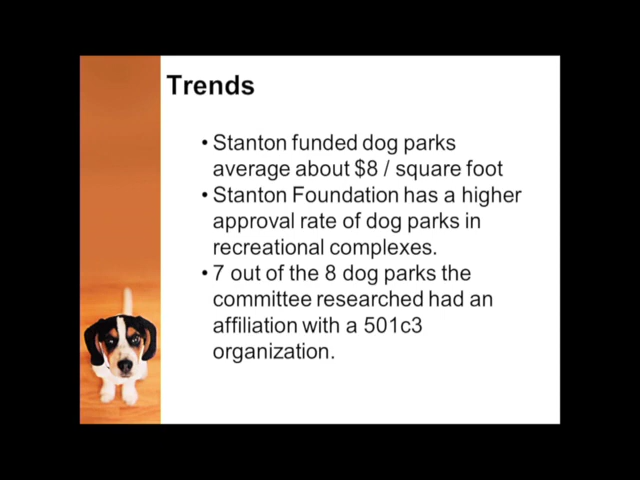 Trends
• Stanton funded dog parks
average about $8 / square foot
• Stanton Foundation has a higher
approval rate of dog parks in
recreational complexes.
• 7 out of the 8 dog parks the
committee researched had an
affiliation with a 501c3
organization.